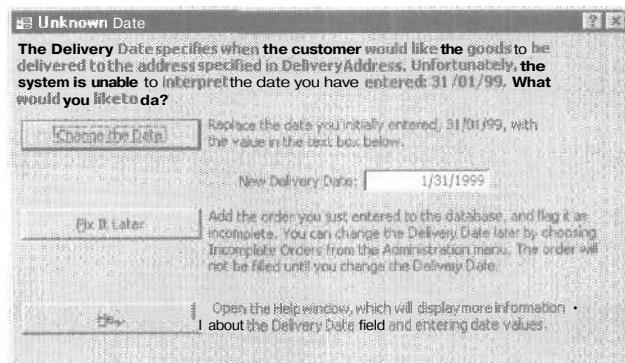 Unknown Date
The Delivery Date specifies when the customer would like the goods to be
delivered to the address specified in Delivery Address. Unfortunately, the
system is unable to interpret the date you have entered: 31 /01/99. What
would you like to da?
Change the Date
Replace the date you initially entered, 31/01/99, with
the value in the text box below.
New Delivery Date: 1/31/1999
Fix It Later
Add the order you just entered to the database, and flag it as
incomplete. You can change the Delivery Date later by choosing
Incomplete Orders from the Administration menu. The order will
not be filled until you change the Delivery Date.
Open the Help window, which will display more information
about the Delivery Date field and entering date values.